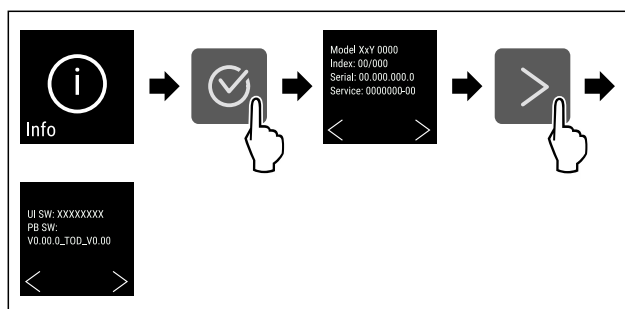 Info
Model XxY 0000
Index: 00/000
Serial: 00.000.000.0
Service: 0000000-00
UI SW: XXXXXXXX
PB SW:
V0.00.0_TOD_V0.00